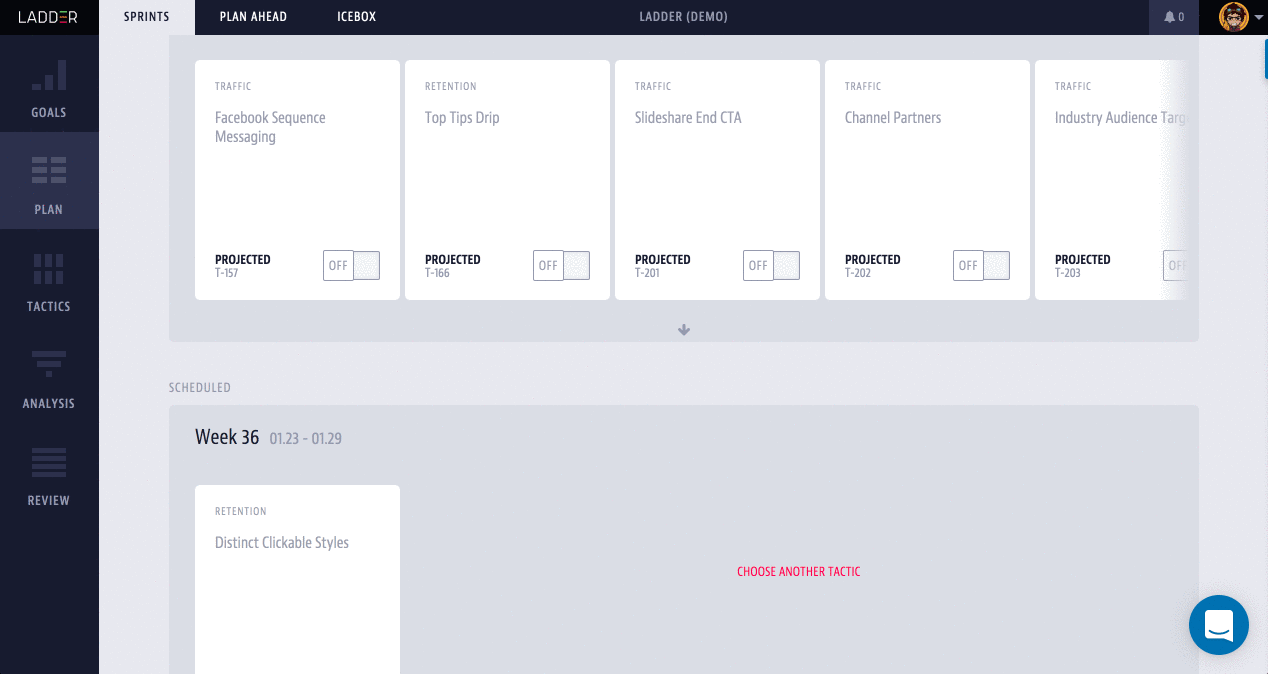 LADDER
SPRINTS
PLAN AHEAD
ICEBOX
LADDER (DEMO)
0
GOALS
PLAN
TACTICS
ANALYSIS
REVIEW
TRAFFIC
Facebook Sequence
Messaging
PROJECTED
T-157
OFF
RETENTION
Top Tips Drip
PROJECTED
T-166
OFF
TRAFFIC
Slideshare End CTA
PROJECTED
T-201
OFF
TRAFFIC
Channel Partners
PROJECTED
T-202
OFF
TRAFFIC
Industry Audience Targ
PROJECTED
T-203
OFF
SCHEDULED
Week 36 01.23 - 01.29
RETENTION
Distinct Clickable Styles
CHOOSE ANOTHER TACTIC